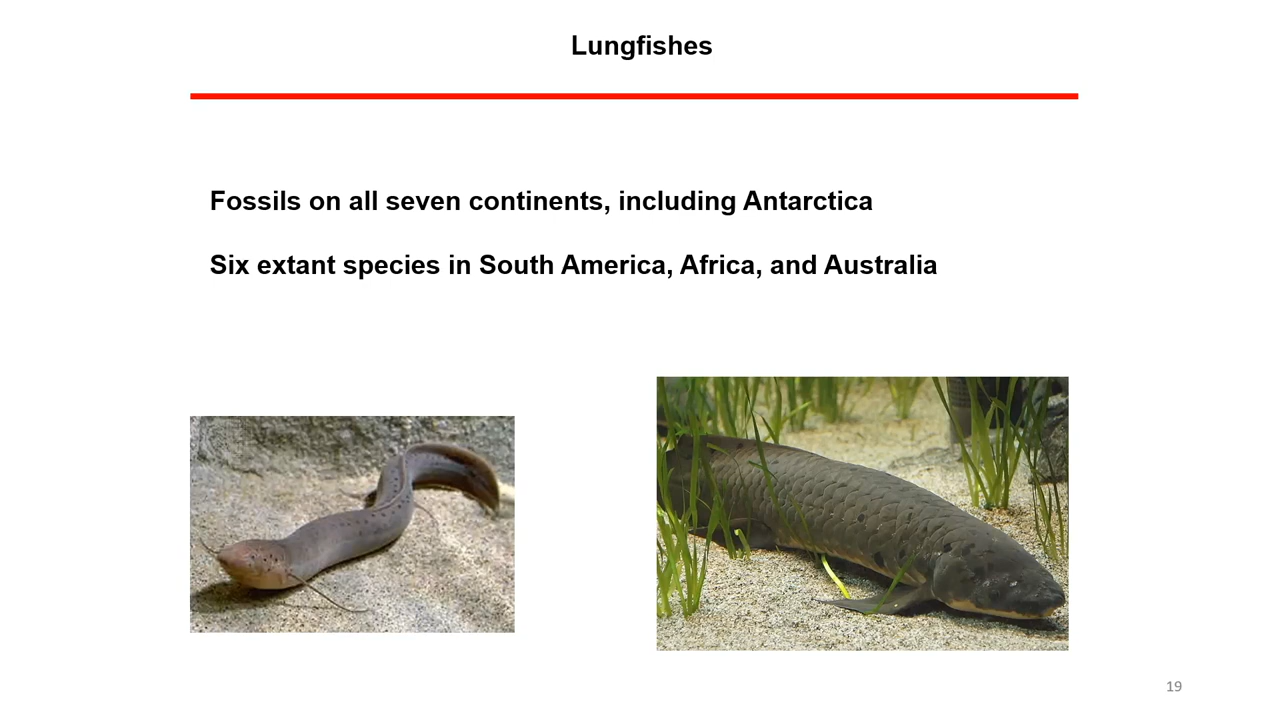 Lungfishes
Fossils on all seven continents, including Antarctica
Six extant species in South America, Africa, and Australia
19